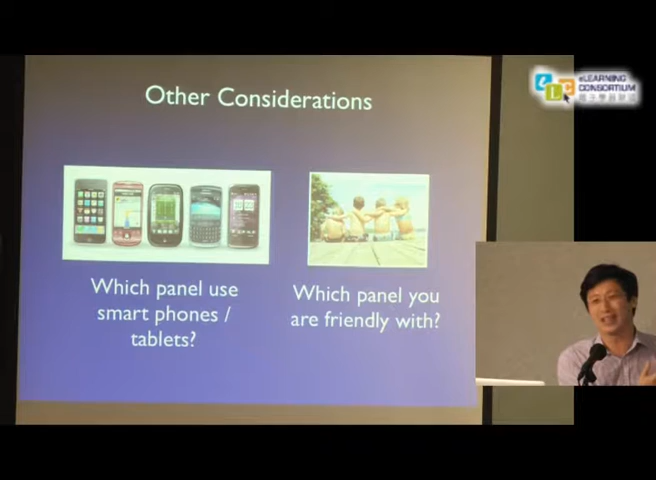 Other Considerations
eLEARNING
CONSORTIUM
Which panel use
smart phones /
tablets?
Which panel you
are friendly with?